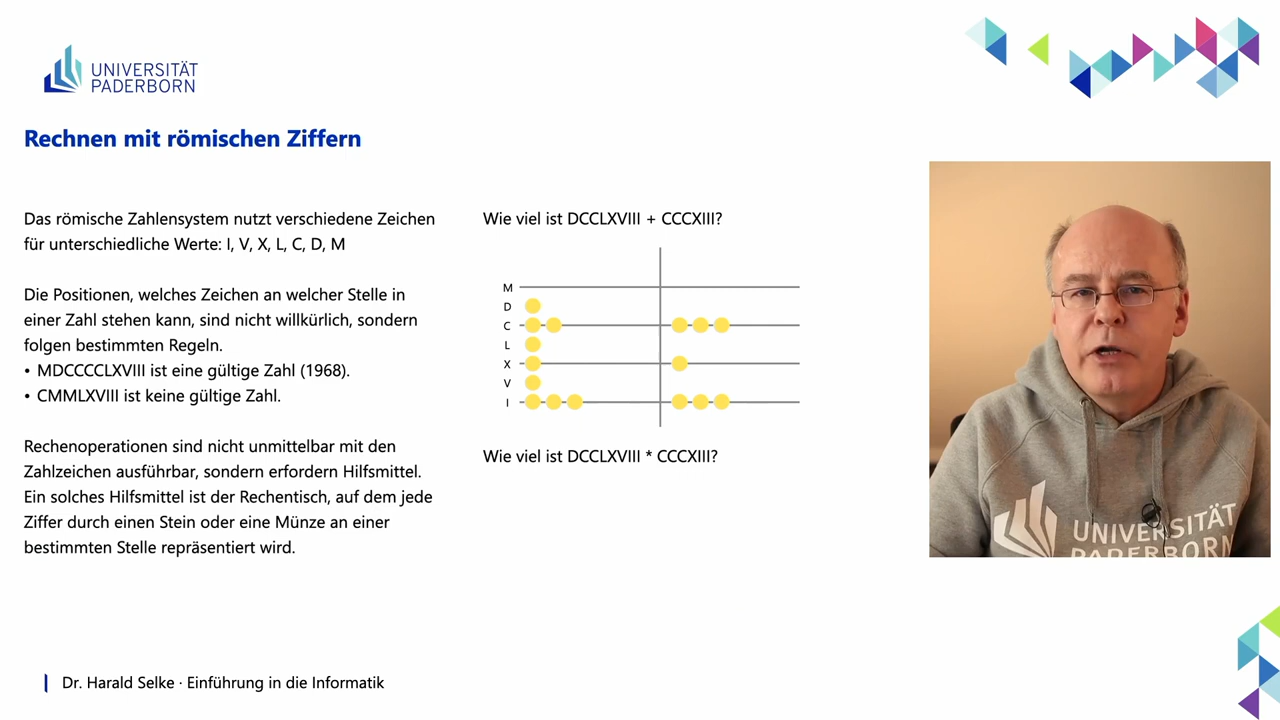 UNIVERSITÄT
PADERBORN
Rechnen mit römischen Ziffern
Das römische Zahlensystem nutzt verschiedene Zeichen
für unterschiedliche Werte: I, V, X, L, C, D, M
Die Positionen, welches Zeichen an welcher Stelle in
einer Zahl stehen kann, sind nicht willkürlich, sondern
folgen bestimmten Regeln.
• MDCCCCLXVIII ist eine gültige Zahl (1968).
• CMMLXVIII ist keine gültige Zahl.
Rechenoperationen sind nicht unmittelbar mit den
Zahlzeichen ausführbar, sondern erfordern Hilfsmittel.
Ein solches Hilfsmittel ist der Rechentisch, auf dem jede
Ziffer durch einen Stein oder eine Münze an einer
bestimmten Stelle repräsentiert wird.
Wie viel ist DCCLXVIII + CCCXIII?
M
D
C
L
X
V
I
Wie viel ist DCCLXVIII * CCCXIII?
UNIVERSITÄT
PADERBORN
Dr. Harald Selke · Einführung in die Informatik